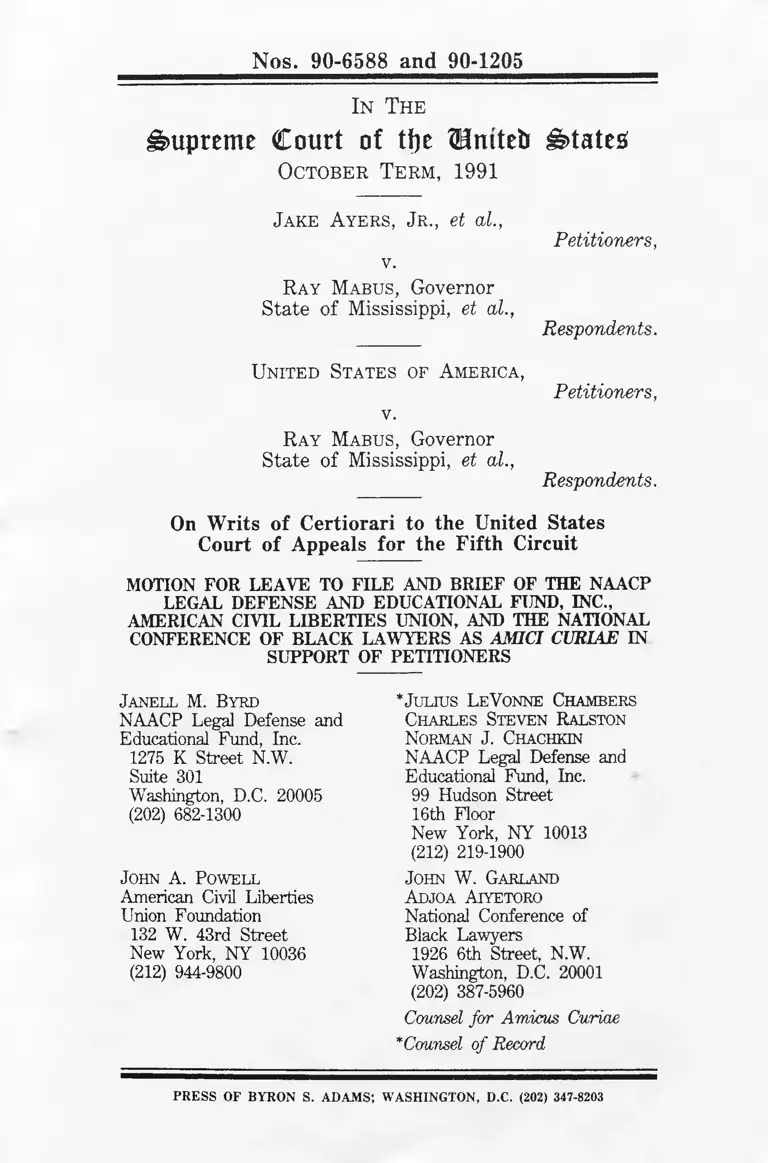 Nos. 90-6588 and 90-1205
IN THE
Supreme Court of the United States
OCTOBER TERM, 1991
JAKE AYERS, JR., et al.,
Petitioners,
v.
RAY MABUS, Governor
State of Mississippi, et al.,
Respondents.
UNITED STATES OF AMERICA,
Petitioners,
v.
RAY MABUS, Governor
State of Mississippi, et al.,
Respondents.
On Writs of Certiorari to the United States
Court of Appeals for the Fifth Circuit
MOTION FOR LEAVE TO FILE AND BRIEF OF THE NAACP
LEGAL DEFENSE AND EDUCATIONAL FUND, INC.,
AMERICAN CIVIL LIBERTIES UNION, AND THE NATIONAL
CONFERENCE OF BLACK LAWYERS AS AMICI CURIAE IN
SUPPORT OF PETITIONERS
JANELL M. BYRD
NAACP Legal Defense and
Educational Fund, Inc.
1275 K Street N.W.
Suite 301
Washington, D.C. 20005
(202) 682-1300
*JULIUS LEVONNE CHAMBERS
CHARLES STEVEN RALSTON
NORMAN J. CHACHKIN
NAACP Legal Defense and
Educational Fund, Inc.
99 Hudson Street
16th Floor
New York, NY 10013
(212) 219-1900
JOHN A. POWELL
American Civil Liberties
Union Foundation
132 W. 43rd Street
New York, NY 10036
(212) 944-9800
JOHN W. GARLAND
ADJOA AIYETORO
National Conference of
Black Lawyers
1926 6th Street, N.W.
Washington, D.C. 20001
(202) 387-5960
Counsel for Amicus Curiae
*Counsel of Record
PRESS OF BYRON S. ADAMS; WASHINGTON, D.C. (202) 347-8203